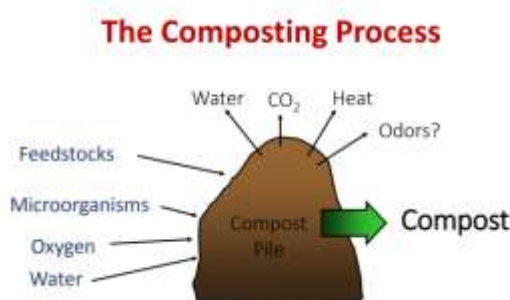 The Composting Process
Water CO₂ Heat
Odors?
Feedstocks
Microorganisms
Oxygen
Water
Compost
Pile
Compost